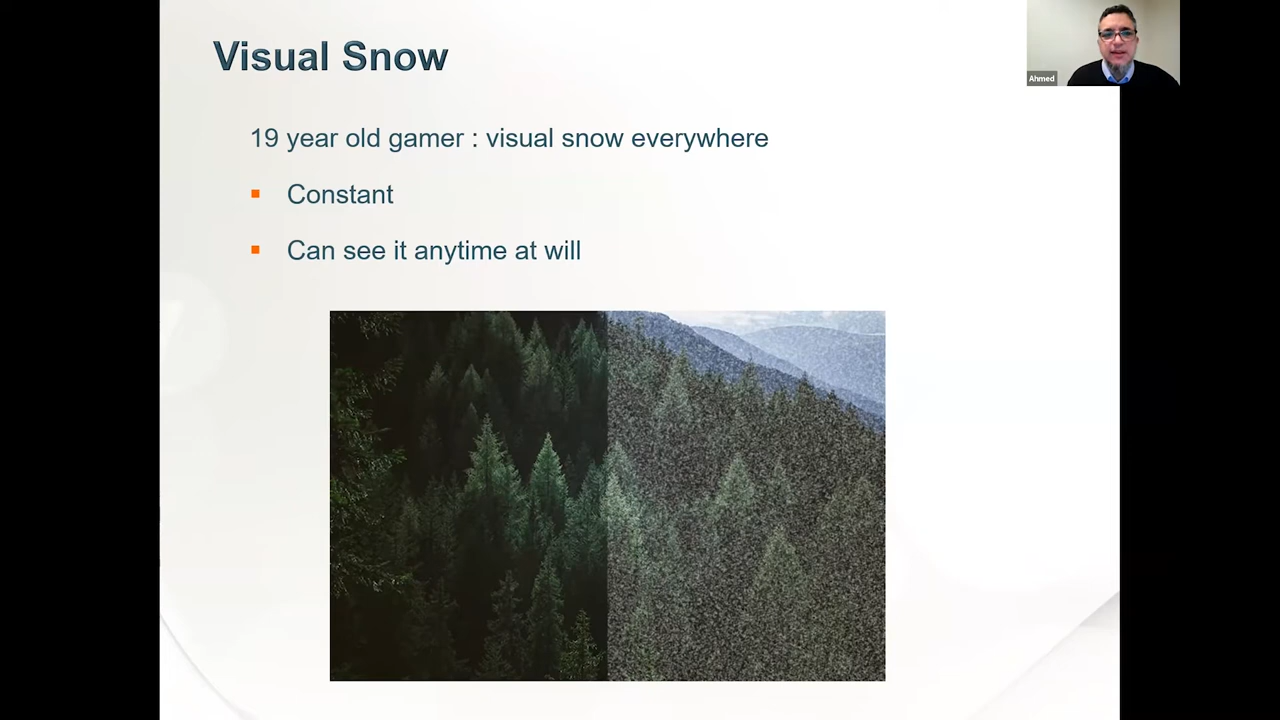 Visual Snow
Ahmed
19 year old gamer : visual snow everywhere
Constant
Can see it anytime at will